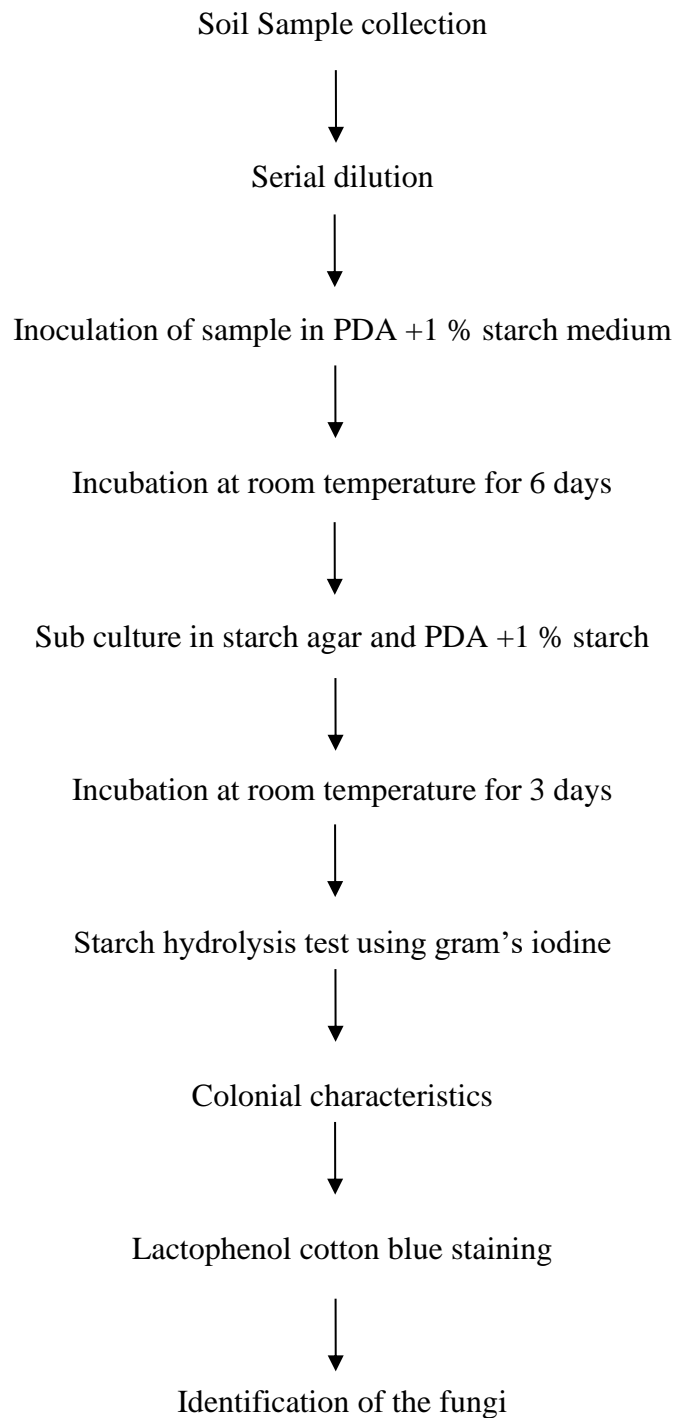 Soil Sample collection
Serial dilution
Inoculation of sample in PDA +1 % starch medium
Incubation at room temperature for 6 days
Sub culture in starch agar and PDA +1 % starch
Incubation at room temperature for 3 days
Starch hydrolysis test using gram’s iodine
Colonial characteristics
Lactophenol cotton blue staining
Identification of the fungi